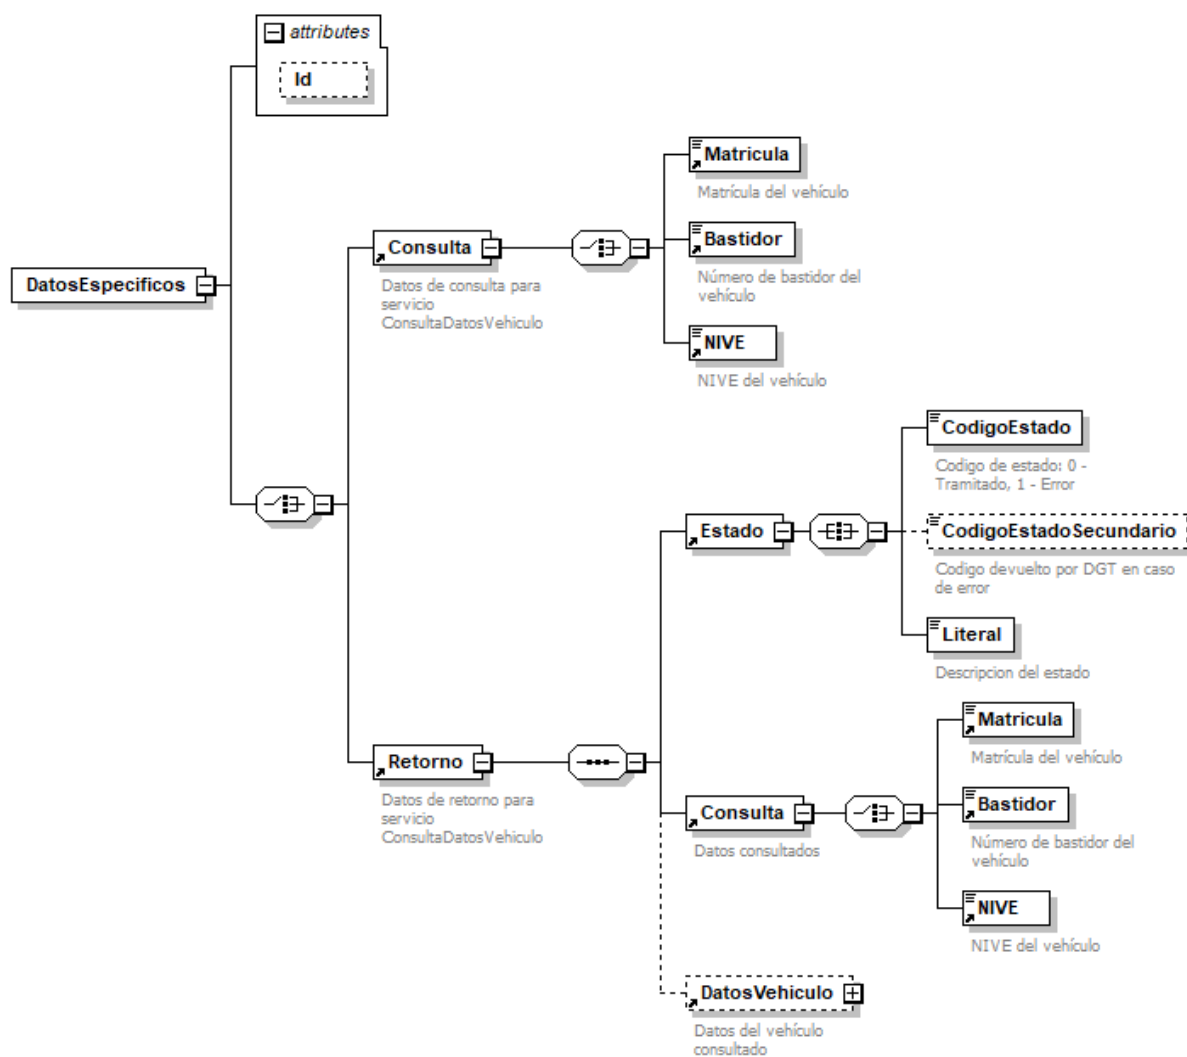 attributes
Id
DatosEspecificos
Consulta
Datos de consulta para
servicio
ConsultaDatosVehiculo
Matricula
Matrícula del vehículo
Bastidor
Número de bastidor del
vehículo
NIVE
NIVE del vehículo
Retorno
Datos de retorno para
servicio
ConsultaDatosVehiculo
Estado
CodigoEstado
Codigo de estado: 0 -
Tramitado, 1 - Error
CodigoEstadoSecundario
Codigo devuelto por DGT en caso
de error
Literal
Descripcion del estado
Consulta
Datos consultados
Matricula
Matrícula del vehículo
Bastidor
Número de bastidor del
vehículo
NIVE
NIVE del vehículo
DatosVehiculo
Datos del vehículo
consultado